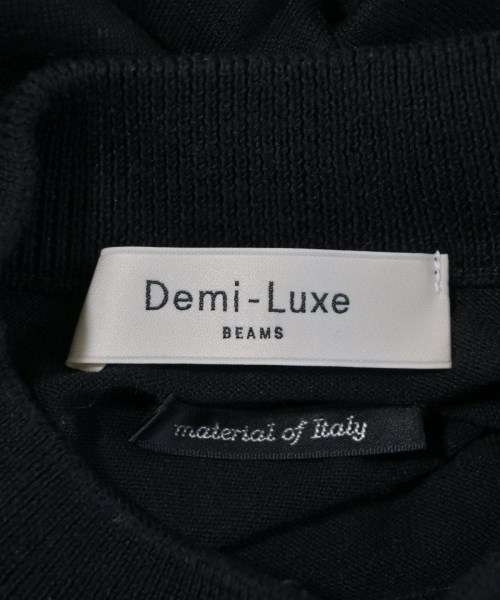 Demi-Luxe
BEAMS
material of Italy